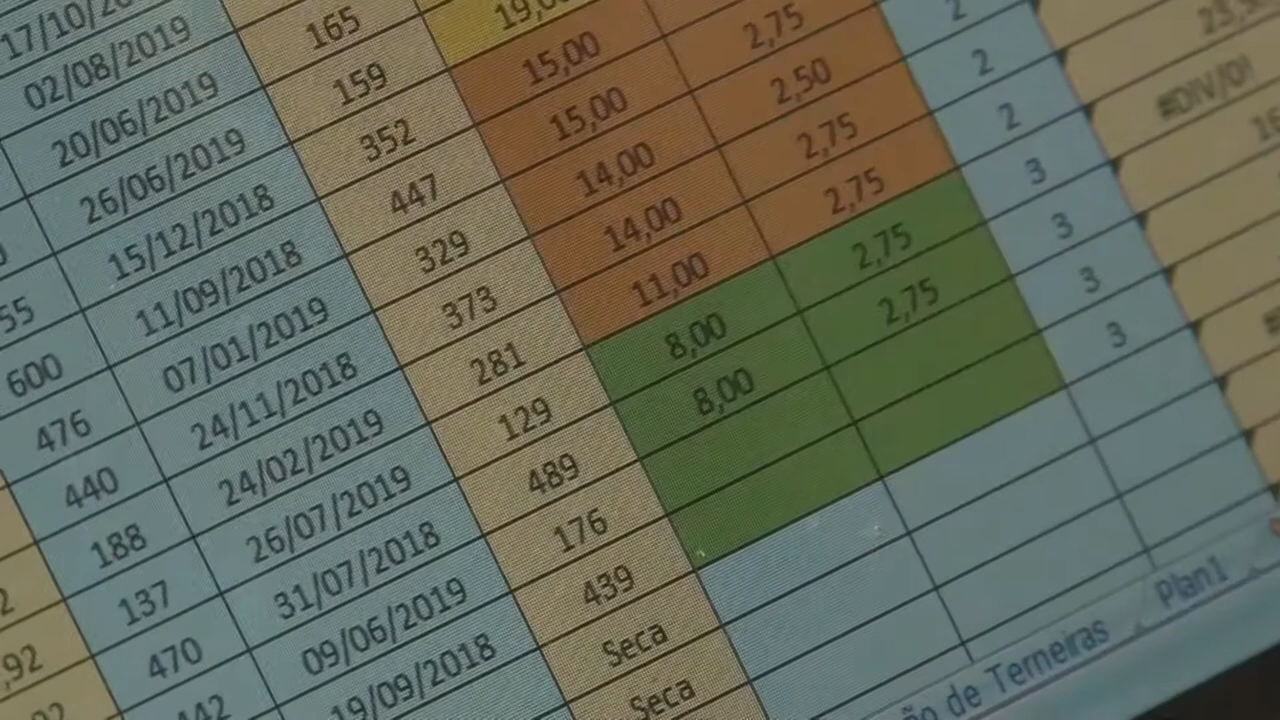 02/08/2019
20/06/2019 165
26/06/2019 159
55 15/12/2018 352 15,00
600 11/09/2018 447 15,00 2,75
476 07/01/2019 329 14,00 2,50 2
440 24/11/2018 373 14,00 2,75 2
188 24/02/2019 281 11,00 2,75 2
,92 137 26/07/2019 129 8,00 2,75 3 #DIV/0!
470 31/07/2018 489 8,00 2,75 3
442 09/06/2019 176 3
19/09/2018 439 3
Seca
Seca
ão de Terneiras Plan1